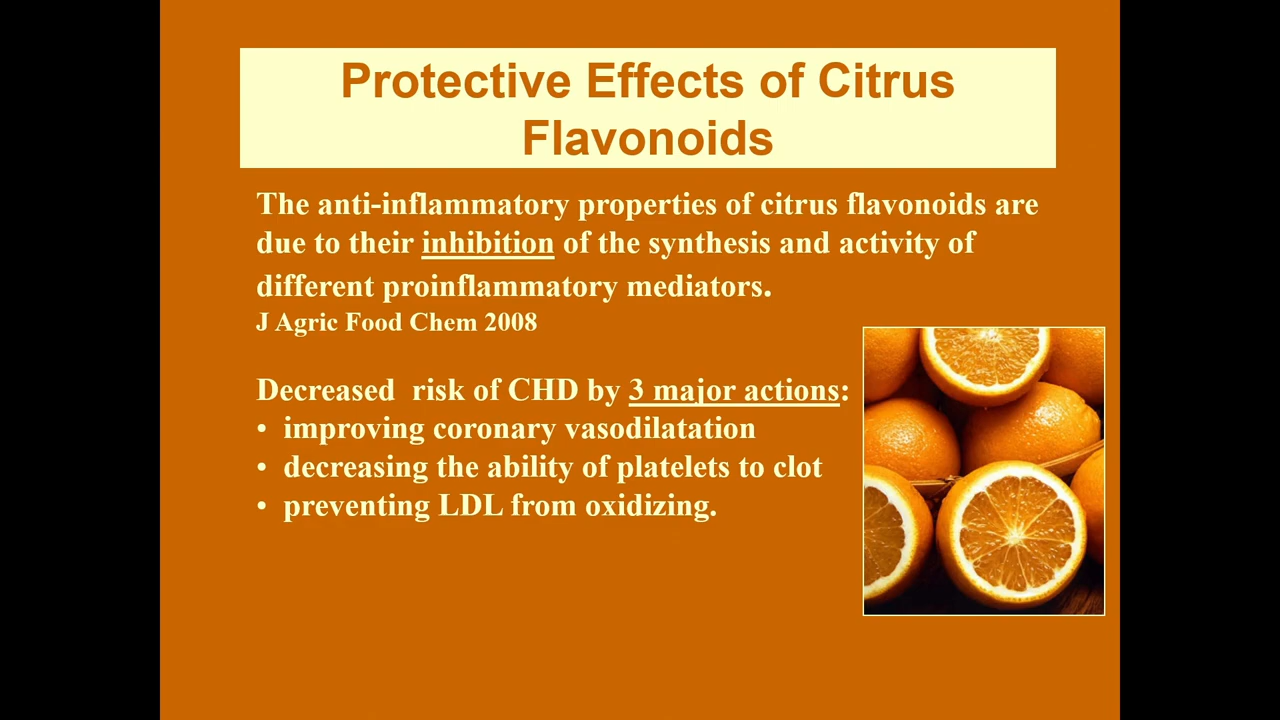 Protective Effects of Citrus
Flavonoids
The anti-inflammatory properties of citrus flavonoids are
due to their inhibition of the synthesis and activity of
different proinflammatory mediators.
J Agric Food Chem 2008
Decreased  risk of CHD by 3 major actions:
• improving coronary vasodilatation
• decreasing the ability of platelets to clot
• preventing LDL from oxidizing.